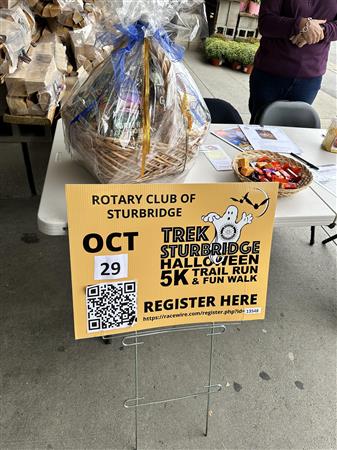 ROTARY CLUB OF
STURBRIDGE
OCT
29
TREK
STURBRIDGE
HALLOWEEN
5K TRAIL RUN
& FUN WALK
REGISTER HERE
https://racewire.com/register.php?id=13548